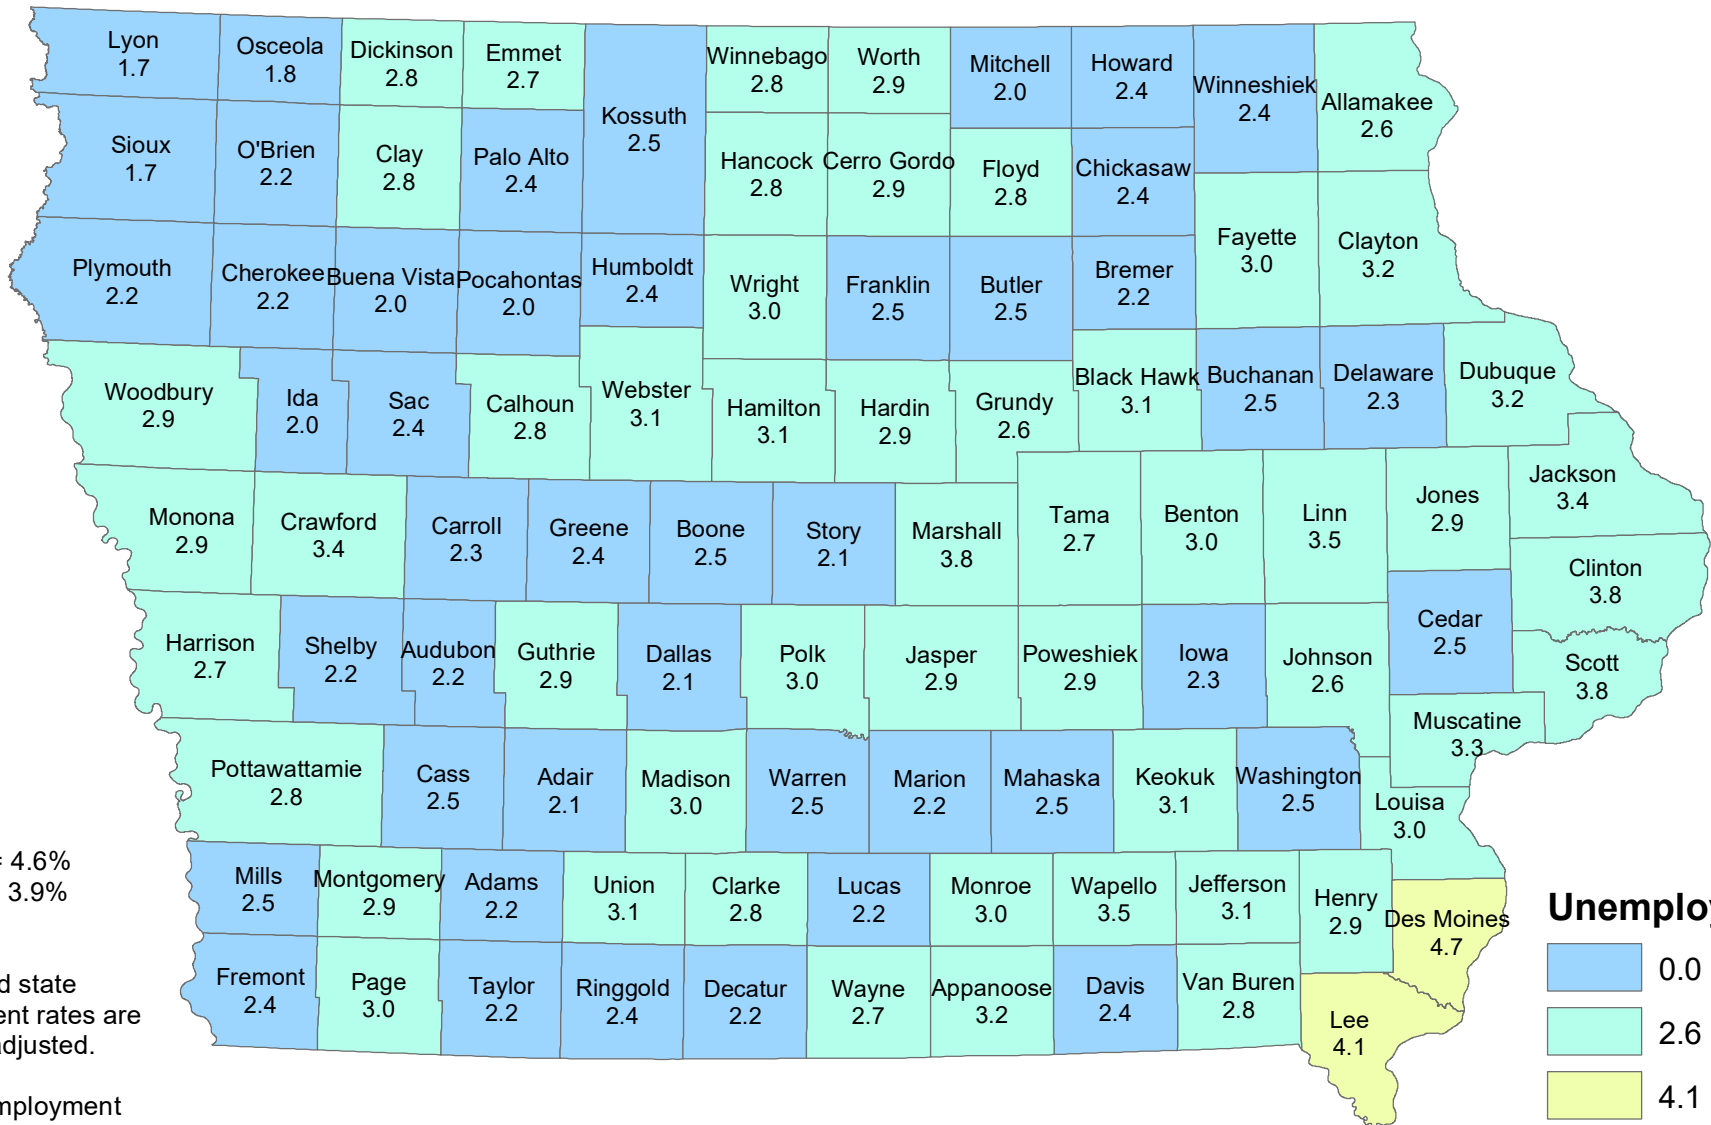 Lyon
1.7
Osceola
1.8
Dickinson
2.8
Emmet
2.7
Kossuth
2.5
Winnebago
2.8
Worth
2.9
Mitchell
2.0
Howard
2.4
Winneshiek
2.4
Allamakee
2.6
Sioux
1.7
O'Brien
2.2
Clay
2.8
Palo Alto
2.4
Hancock
2.8
Cerro Gordo
2.9
Floyd
2.8
Chickasaw
2.4
Fayette
3.0
Clayton
3.2
Plymouth
2.2
Cherokee
2.2
Buena Vista
2.0
Pocahontas
2.0
Humboldt
2.4
Wright
3.0
Franklin
2.5
Butler
2.5
Bremer
2.2
Woodbury
2.9
Ida
2.0
Sac
2.4
Calhoun
2.8
Webster
3.1
Hamilton
3.1
Hardin
2.9
Grundy
2.6
Black Hawk
3.1
Buchanan
2.5
Delaware
2.3
Dubuque
3.2
Monona
2.9
Crawford
3.4
Carroll
2.3
Greene
2.4
Boone
2.5
Story
2.1
Marshall
3.8
Tama
2.7
Benton
3.0
Linn
3.5
Jones
2.9
Jackson
3.4
Clinton
3.8
Harrison
2.7
Shelby
2.2
Audubon
2.2
Guthrie
2.9
Dallas
2.1
Polk
3.0
Jasper
2.9
Poweshiek
2.9
Iowa
2.3
Johnson
2.6
Cedar
2.5
Scott
3.8
Muscatine
3.3
Pottawattamie
2.8
Cass
2.5
Adair
2.1
Madison
3.0
Warren
2.5
Marion
2.2
Mahaska
2.5
Keokuk
3.1
Washington
2.5
Louisa
3.0
Mills
2.5
Montgomery
2.9
Adams
2.2
Union
3.1
Clarke
2.8
Lucas
2.2
Monroe
3.0
Wapello
3.5
Jefferson
3.1
Henry
2.9
Des Moines
4.7
Fremont
2.4
Page
3.0
Taylor
2.2
Ringgold
2.4
Decatur
2.2
Wayne
2.7
Appanoose
3.2
Davis
2.4
Van Buren
2.8
Lee
4.1
4.6%
3.9%
state
rates are
Unemploy
0.0
2.6
4.1